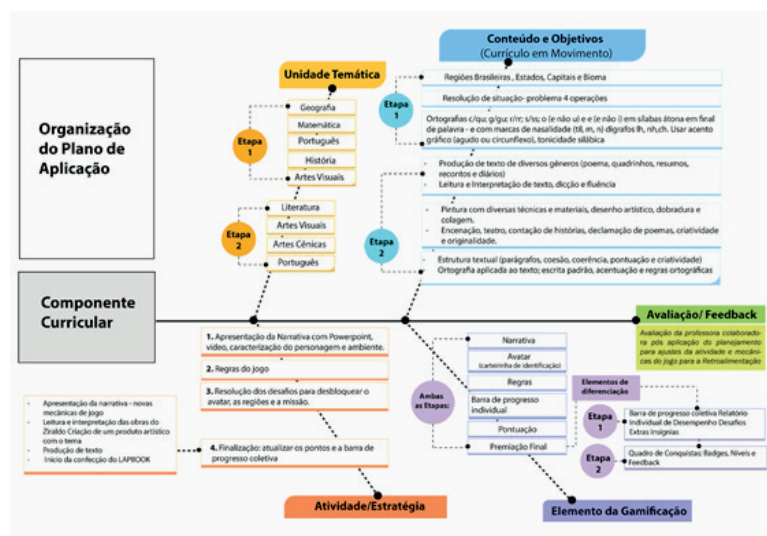 Organização
do Plano de
Aplicação
Unidade Temática
Etapa
1
Geografia
Matemática
Português
História
Artes Visuais
Etapa
2
Literatura
Artes Visuais
Artes Cênicas
Português
Conteúdo e Objetivos
(Currículo em Movimento)
Etapa
1
Regiões Brasileiras , Estados, Capitais e Bioma
Resolução de situação- problema 4 operações
Ortografias c/qu; g/gu; r/rr; s/ss; o (e não u) e e (e não i) em sílabas átona em final
de palavra - e com marcas de nasalidade (til, m, n) dígrafos lh, nh,ch. Usar acento
gráfico (agudo ou circunflexo), tonicidade silábica
Etapa
2
- Produção de texto de diversos gêneros (poema, quadrinhos, resumos,
recontos e diários)
- Leitura e Interpretação de texto, dicção e fluência
- Pintura com diversas técnicas e materiais, desenho artístico, dobradura e
colagem.
- Encenação, teatro, contação de histórias, declamação de poemas, criatividade
e originalidade.
- Estrutura textual (parágrafos, coesão, coerência, pontuação e criatividade)
- Ortografia aplicada ao texto; escrita padrão, acentuação e regras ortográficas
Componente
Curricular
Avaliação/ Feedback
Avaliação da professora colaborado-
ra pós aplicação do planejamento
para ajustes da atividade e mecâni-
cas do jogo para a Retroalimentação
1. Apresentação da Narrativa com Powerpoint,
vídeo, caracterização do personagem e ambiente.
2. Regras do jogo
3. Resolução dos desafios para desbloquear o
avatar, as regiões e a missão.
4. Finalização: atualizar os pontos e a barra de
progresso coletiva
- Apresentação da narrativa - novas
mecânicas de jogo
- Leitura e interpretação das obras do
Ziraldo Criação de um produto artístico
com o tema
- Produção de texto
- Início da confecção do LAPBOOK
Atividade/Estratégia
Ambas
as Etapas:
Narrativa
Avatar
(carteirinha de identificação)
Regras
Barra de progresso
individual
Pontuação
Premiação Final
Elementos de
diferenciação
Etapa
1
Barra de progresso coletiva Relatório
Individual de Desempenho Desafios
Extras Insígnias
Etapa
2
Quadro de Conquistas; Badges, Níveis e
Feedback
Elemento da Gamificação